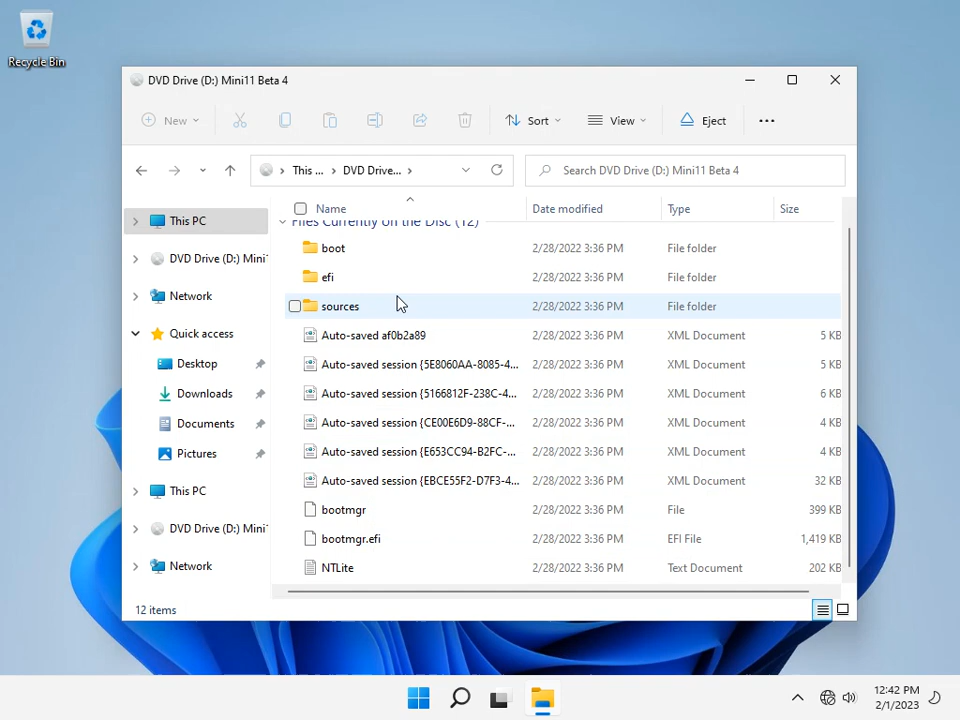 Recycle Bin
DVD Drive (D:) Mini11 Beta 4
New
Sort
View
Eject
This ...
DVD Drive...
Search DVD Drive (D:) Mini11 Beta 4
Name
Date modified
Type
Size
Files Currently on the Disc (12)
boot 2/28/2022 3:36 PM File folder
efi 2/28/2022 3:36 PM File folder
sources 2/28/2022 3:36 PM File folder
Auto-saved af0b2a89 2/28/2022 3:36 PM XML Document 5 KB
Auto-saved session {5E8060AA-8085-4... 2/28/2022 3:36 PM XML Document 5 KB
Auto-saved session {5166812F-238C-4... 2/28/2022 3:36 PM XML Document 6 KB
Auto-saved session {CE00E6D9-88CF-... 2/28/2022 3:36 PM XML Document 4 KB
Auto-saved session {E653CC94-B2FC-... 2/28/2022 3:36 PM XML Document 4 KB
Auto-saved session {EBCE55F2-D7F3-4... 2/28/2022 3:36 PM XML Document 32 KB
bootmgr 2/28/2022 3:36 PM File 399 KB
bootmgr.efi 2/28/2022 3:36 PM EFI File 1,419 KB
NTLite 2/28/2022 3:36 PM Text Document 202 KB
This PC
DVD Drive (D:) Mini
Network
Quick access
Desktop
Downloads
Documents
Pictures
This PC
DVD Drive (D:) Mini
Network
12 items
12:42 PM
2/1/2023